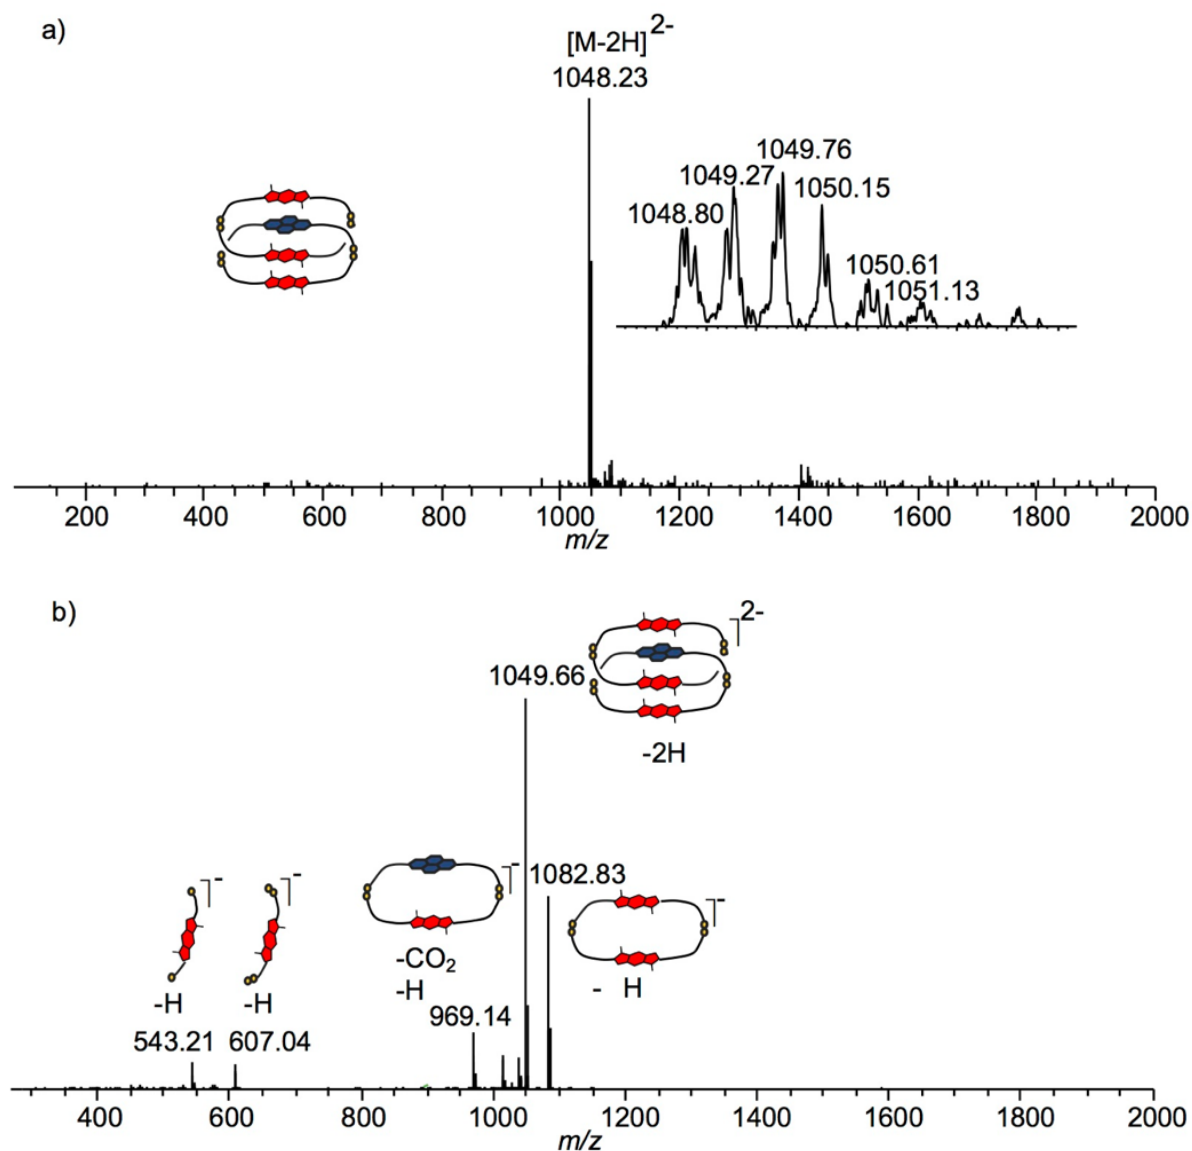 a)
[M-2H]2-
1048.23
1049.76
1049.27
1050.15
1048.80
1050.61
1051.13
200 400 600 800 1000 1200 1400 1600 1800 2000
m/z
b)
2-
1049.66
-2H
- - - 1082.83 -
-CO2
-H -H -H - H
969.14
543.21 607.04
400 600 800 1000 1200 1400 1600 1800 2000
m/z